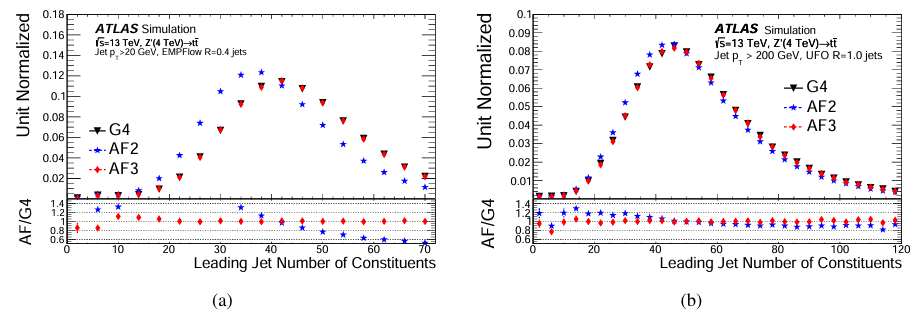 ATLAS Simulation
√s=13 TeV, Z'(4 TeV)→tt̄
Jet p_T>20 GeV, EMPFlow R=0.4 jets
Unit Normalized
0.18
0.16
0.14
0.12
0.1
0.08
0.06
0.04
0.02
G4
AF2
AF3
AF/G4
1.4
1.2
1
0.8
0.6
0 10 20 30 40 50 60 70
Leading Jet Number of Constituents
(a)
ATLAS Simulation
√s=13 TeV, Z'(4 TeV)→tt̄
Jet p_T > 200 GeV, UFO R=1.0 jets
Unit Normalized
0.1
0.09
0.08
0.07
0.06
0.05
0.04
0.03
0.02
0.01
G4
AF2
AF3
AF/G4
1.4
1.2
1
0.8
0.6
0 20 40 60 80 100 120
Leading Jet Number of Constituents
(b)